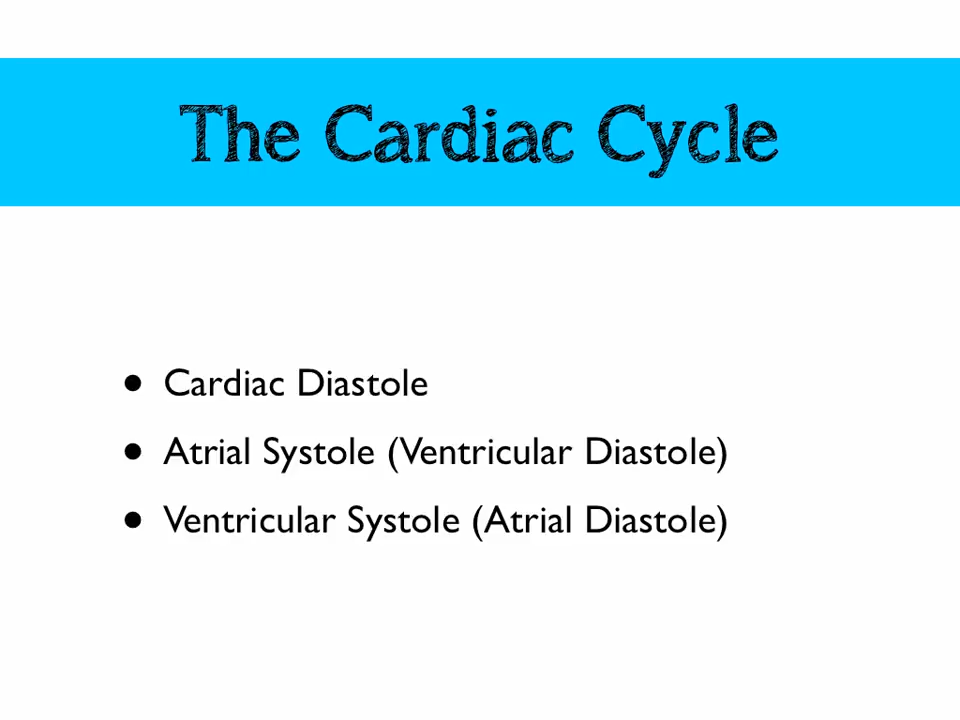 The Cardiac Cycle
• Cardiac Diastole
• Atrial Systole (Ventricular Diastole)
• Ventricular Systole (Atrial Diastole)